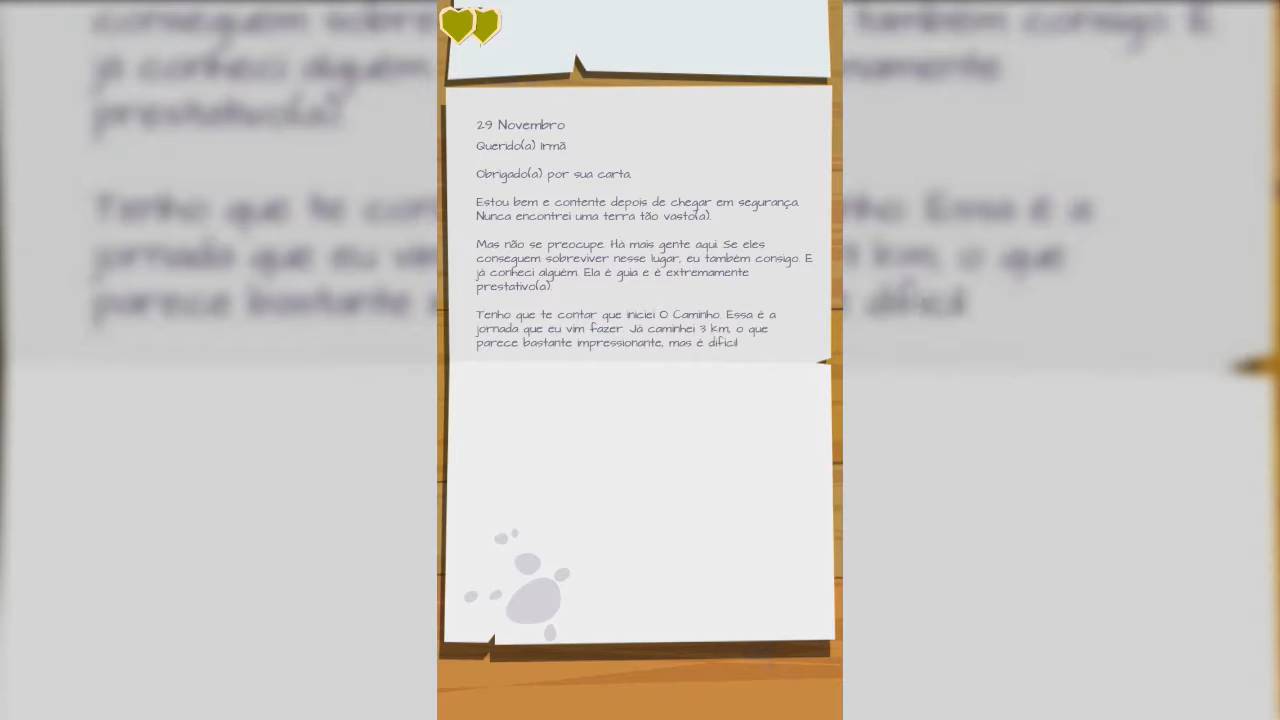 29 Novembro
Querido(a) Irmã
Obrigado(a) por sua carta.
Estou bem e contente depois de chegar em segurança.
Nunca encontrei uma terra tão vasto(a).
Mas não se preocupe. Há mais gente aqui. Se eles
conseguem sobreviver nesse lugar, eu também consigo. E
já conheci alguém. Ela é guia e é extremamente
prestativo(a).
Tenho que te contar que iniciei O Caminho. Essa é a
jornada que eu vim fazer. Já caminhei 3 km, o que
parece bastante impressionante, mas é difícil.